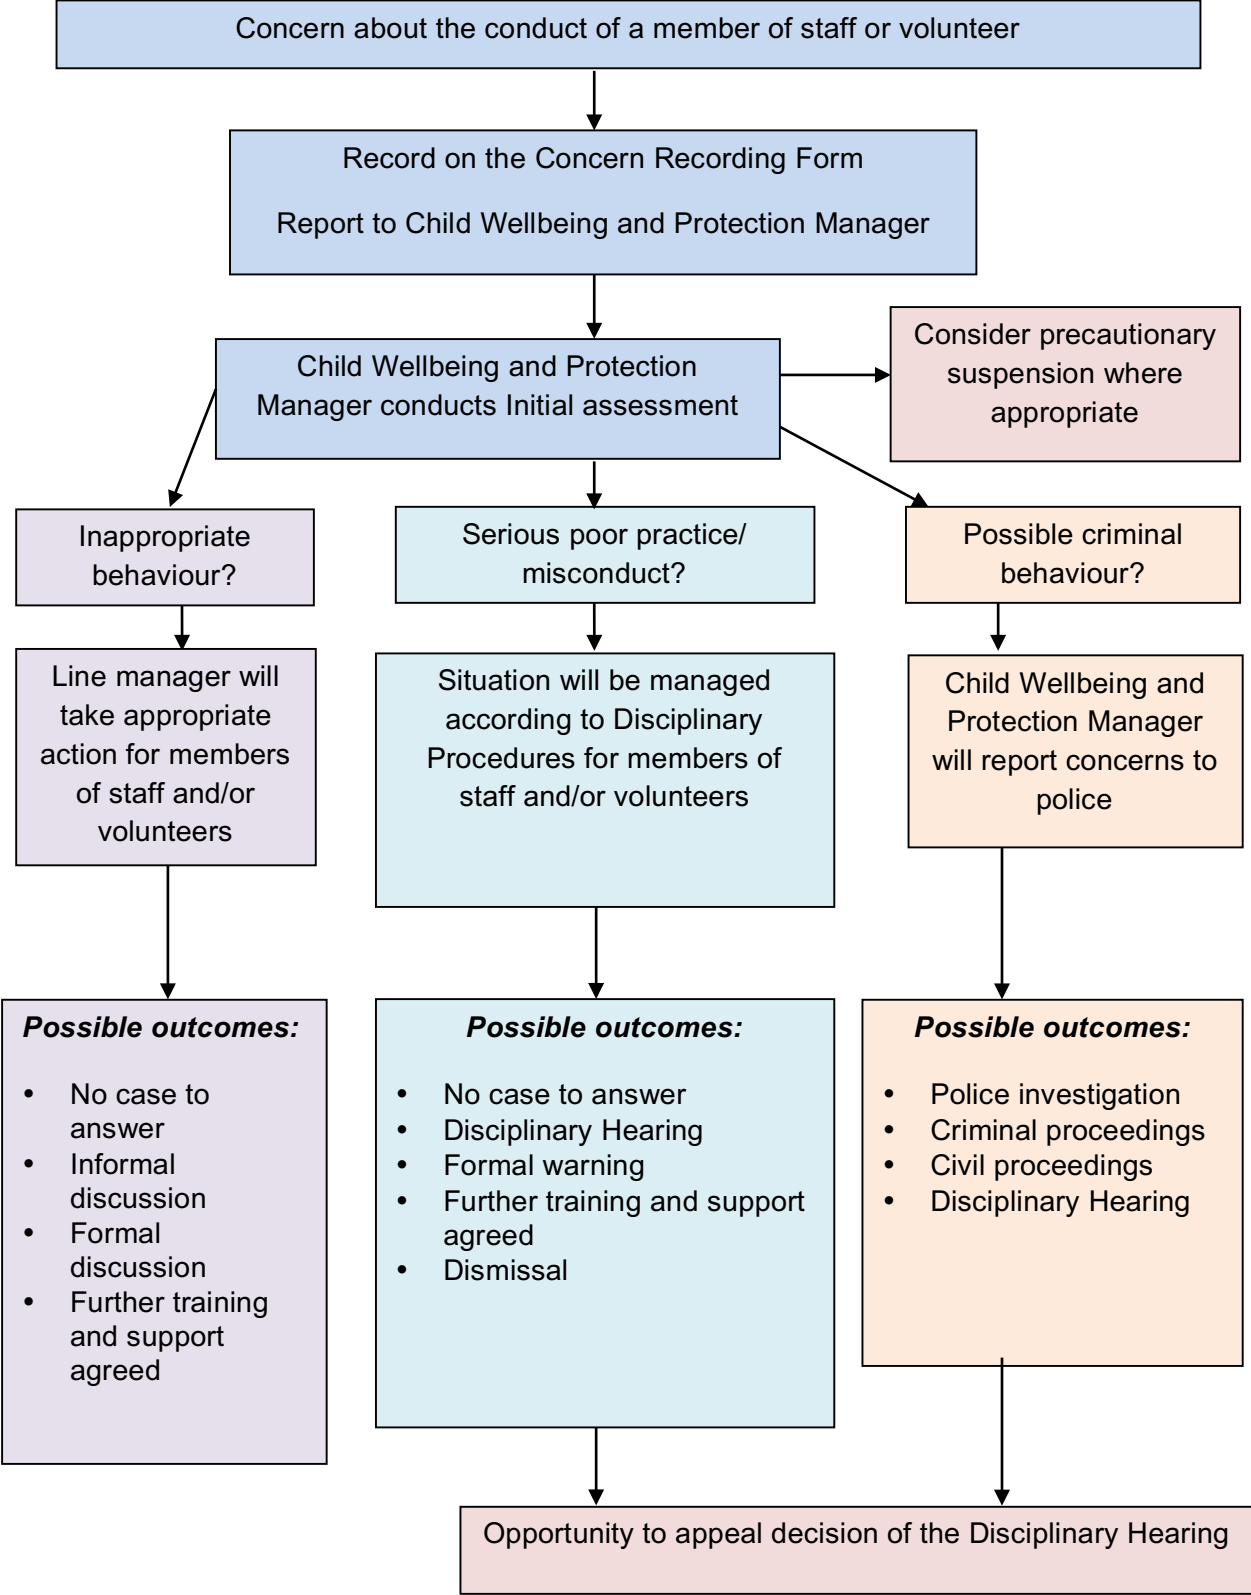 Concern about the conduct of a member of staff or volunteer
Record on the Concern Recording Form
Report to Child Wellbeing and Protection Manager
Child Wellbeing and Protection
Manager conducts Initial assessment
Consider precautionary
suspension where
appropriate
Inappropriate
behaviour?
Serious poor practice/
misconduct?
Possible criminal
behaviour?
Line manager will
take appropriate
action for members
of staff and/or
volunteers
Situation will be managed
according to Disciplinary
Procedures for members of
staff and/or volunteers
Child Wellbeing and
Protection Manager
will report concerns to
police
Possible outcomes:
• No case to
answer
• Informal
discussion
• Formal
discussion
• Further training
and support
agreed
Possible outcomes:
• No case to answer
• Disciplinary Hearing
• Formal warning
• Further training and support
agreed
• Dismissal
Possible outcomes:
• Police investigation
• Criminal proceedings
• Civil proceedings
• Disciplinary Hearing
Opportunity to appeal decision of the Disciplinary Hearing